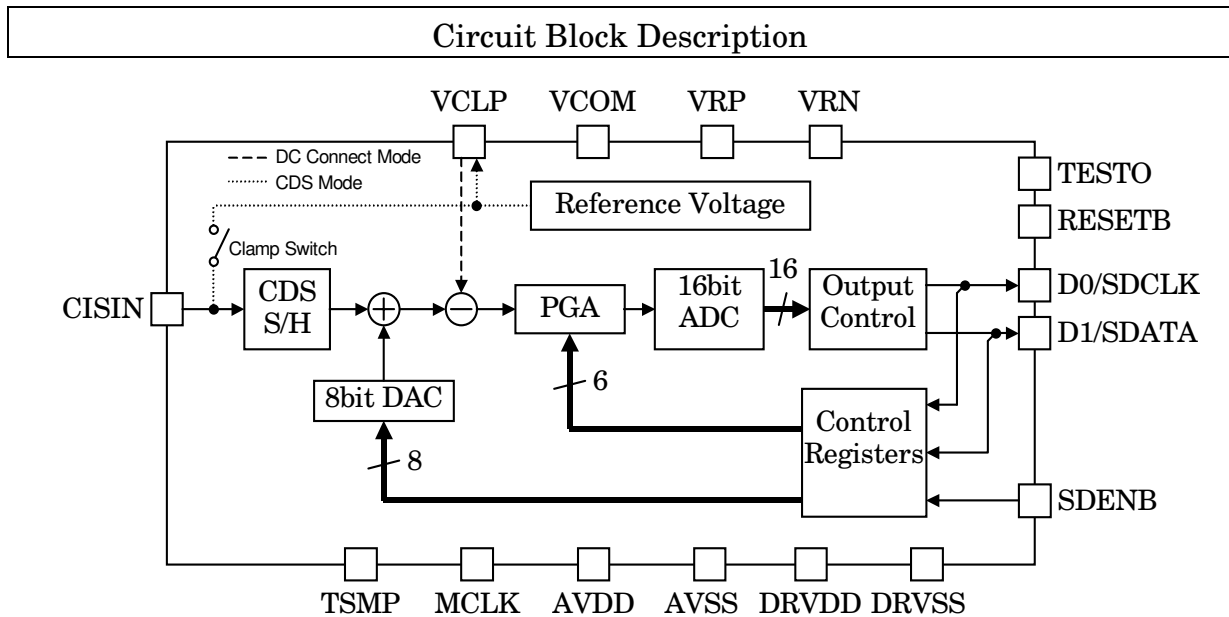 Circuit Block Description
VCLP VCOM VRP VRN
DC Connect Mode
CDS Mode
TESTO
Reference Voltage
RESETB
Clamp Switch
CISIN
CDS
S/H
+
−
PGA
16bit
ADC
16
Output
Control
D0/SDCLK
D1/SDATA
8bit DAC
6
8
Control
Registers
SDENB
TSMP MCLK AVDD AVSS DRVDD DRVSS